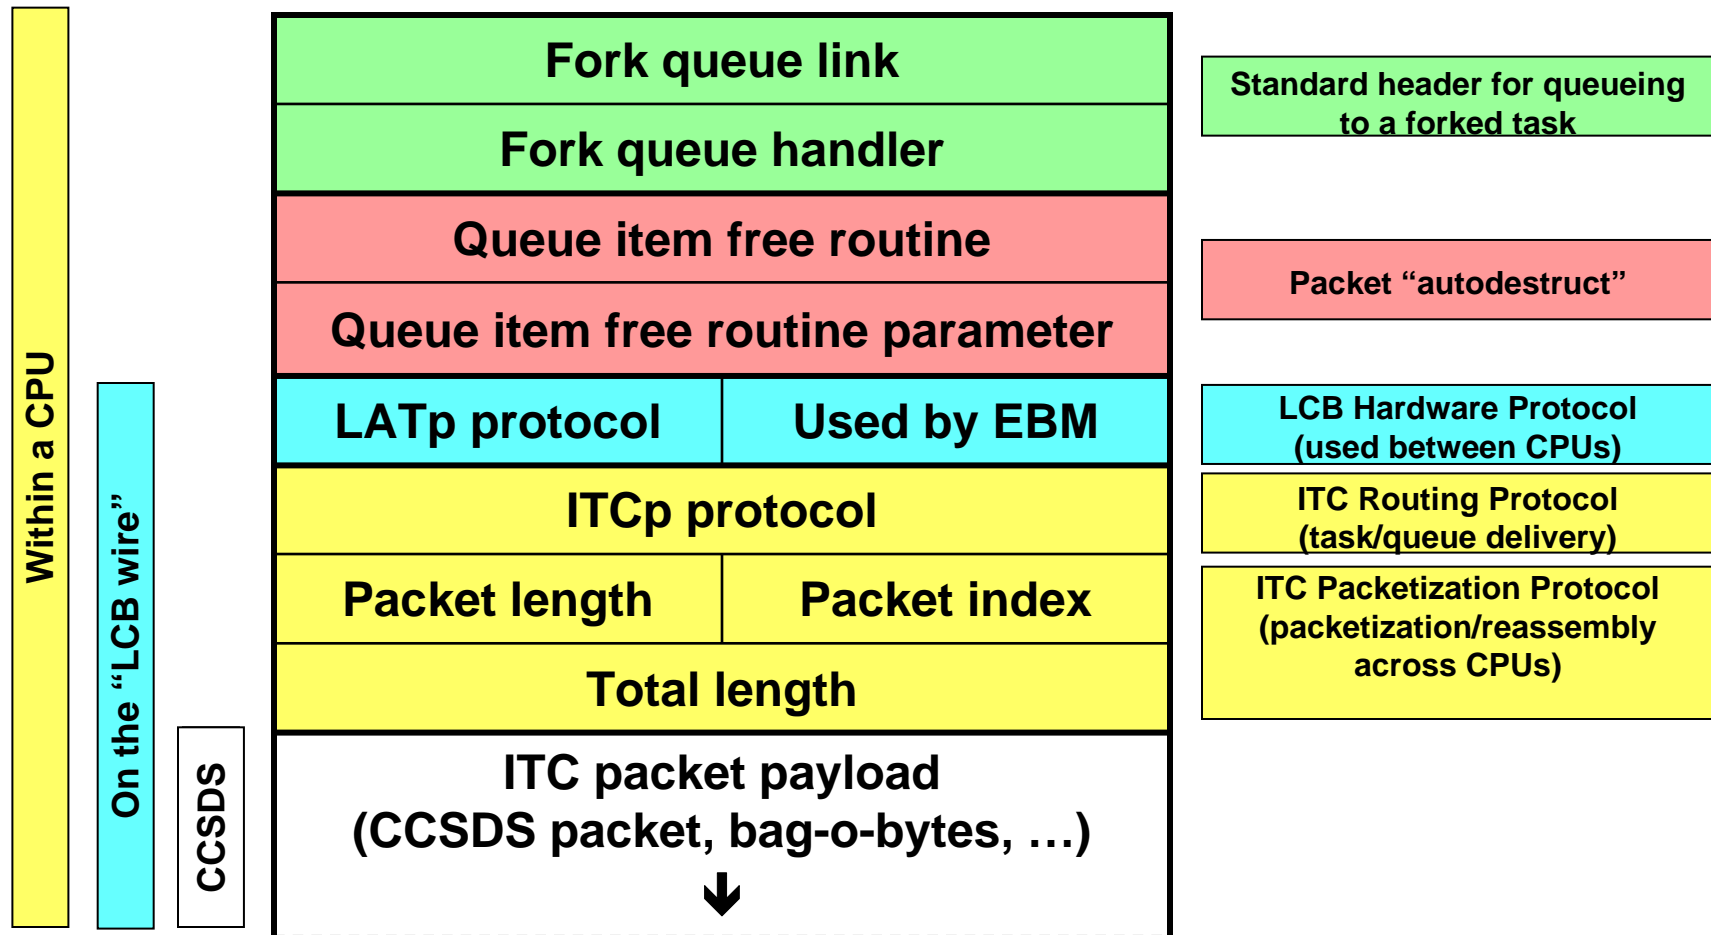 Within a CPU
On the “LCB wire”
CCSDS
Fork queue link
Fork queue handler
Queue item free routine
Queue item free routine parameter
LATp protocol
Used by EBM
ITCp protocol
Packet length
Packet index
Total length
ITC packet payload
(CCSDS packet, bag-o-bytes, …)
Standard header for queueing
to a forked task
Packet “autodestruct”
LCB Hardware Protocol
(used between CPUs)
ITC Routing Protocol
(task/queue delivery)
ITC Packetization Protocol
(packetization/reassembly
across CPUs)